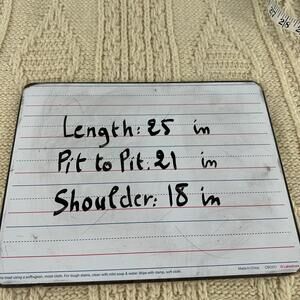 Length: 25 in
Pit to Pit: 21 in
Shoulder: 18 in